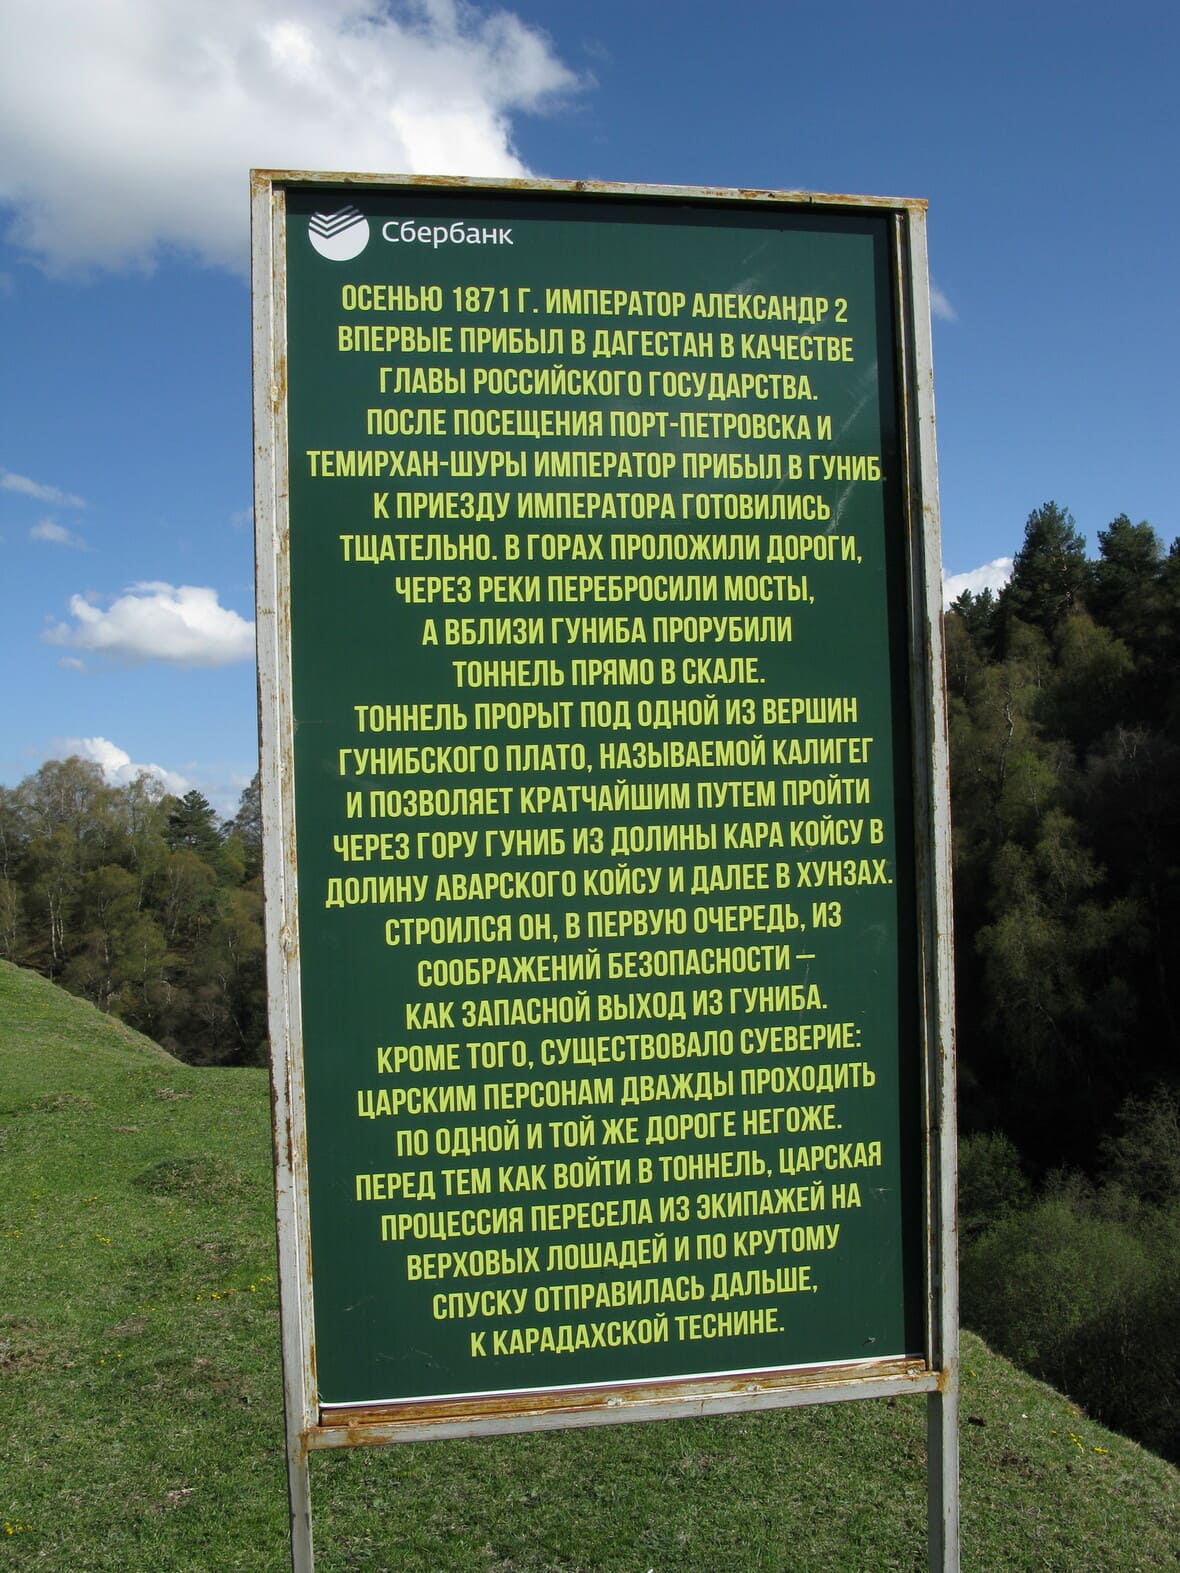 Сбербанк
ОСЕНЬЮ 1871 Г. ИМПЕРАТОР АЛЕКСАНДР 2
ВПЕРВЫЕ ПРИБЫЛ В ДАГЕСТАН В КАЧЕСТВЕ
ГЛАВЫ РОССИЙСКОГО ГОСУДАРСТВА.
ПОСЛЕ ПОСЕЩЕНИЯ ПОРТ-ПЕТРОВСКА И
ТЕМИРХАН-ШУРЫ ИМПЕРАТОР ПРИБЫЛ В ГУНИБ.
К ПРИЕЗДУ ИМПЕРАТОРА ГОТОВИЛИСЬ
ТЩАТЕЛЬНО. В ГОРАХ ПРОЛОЖИЛИ ДОРОГИ,
ЧЕРЕЗ РЕКИ ПЕРЕБРОСИЛИ МОСТЫ,
А ВБЛИЗИ ГУНИБА ПРОРУБИЛИ
ТОННЕЛЬ ПРЯМО В СКАЛЕ.
ТОННЕЛЬ ПРОРЫТ ПОД ОДНОЙ ИЗ ВЕРШИН
ГУНИБСКОГО ПЛАТО, НАЗЫВАЕМОЙ КАЛИГЕГ
И ПОЗВОЛЯЕТ КРАТЧАЙШИМ ПУТЕМ ПРОЙТИ
ЧЕРЕЗ ГОРУ ГУНИБ ИЗ ДОЛИНЫ КАРА КОЙСУ В
ДОЛИНУ АВАРСКОГО КОЙСУ И ДАЛЕЕ В ХУНЗАХ.
СТРОИЛСЯ ОН, В ПЕРВУЮ ОЧЕРЕДЬ, ИЗ
СООБРАЖЕНИЙ БЕЗОПАСНОСТИ –
КАК ЗАПАСНОЙ ВЫХОД ИЗ ГУНИБА.
КРОМЕ ТОГО, СУЩЕСТВОВАЛО СУЕВЕРИЕ:
ЦАРСКИМ ПЕРСОНАМ ДВАЖДЫ ПРОХОДИТЬ
ПО ОДНОЙ И ТОЙ ЖЕ ДОРОГЕ НЕГОЖЕ.
ПЕРЕД ТЕМ КАК ВОЙТИ В ТОННЕЛЬ, ЦАРСКАЯ
ПРОЦЕССИЯ ПЕРЕСЕЛА ИЗ ЭКИПАЖЕЙ НА
ВЕРХОВЫХ ЛОШАДЕЙ И ПО КРУТОМУ
СПУСКУ ОТПРАВИЛАСЬ ДАЛЬШЕ,
К КАРАДАХСКОЙ ТЕСНИНЕ.